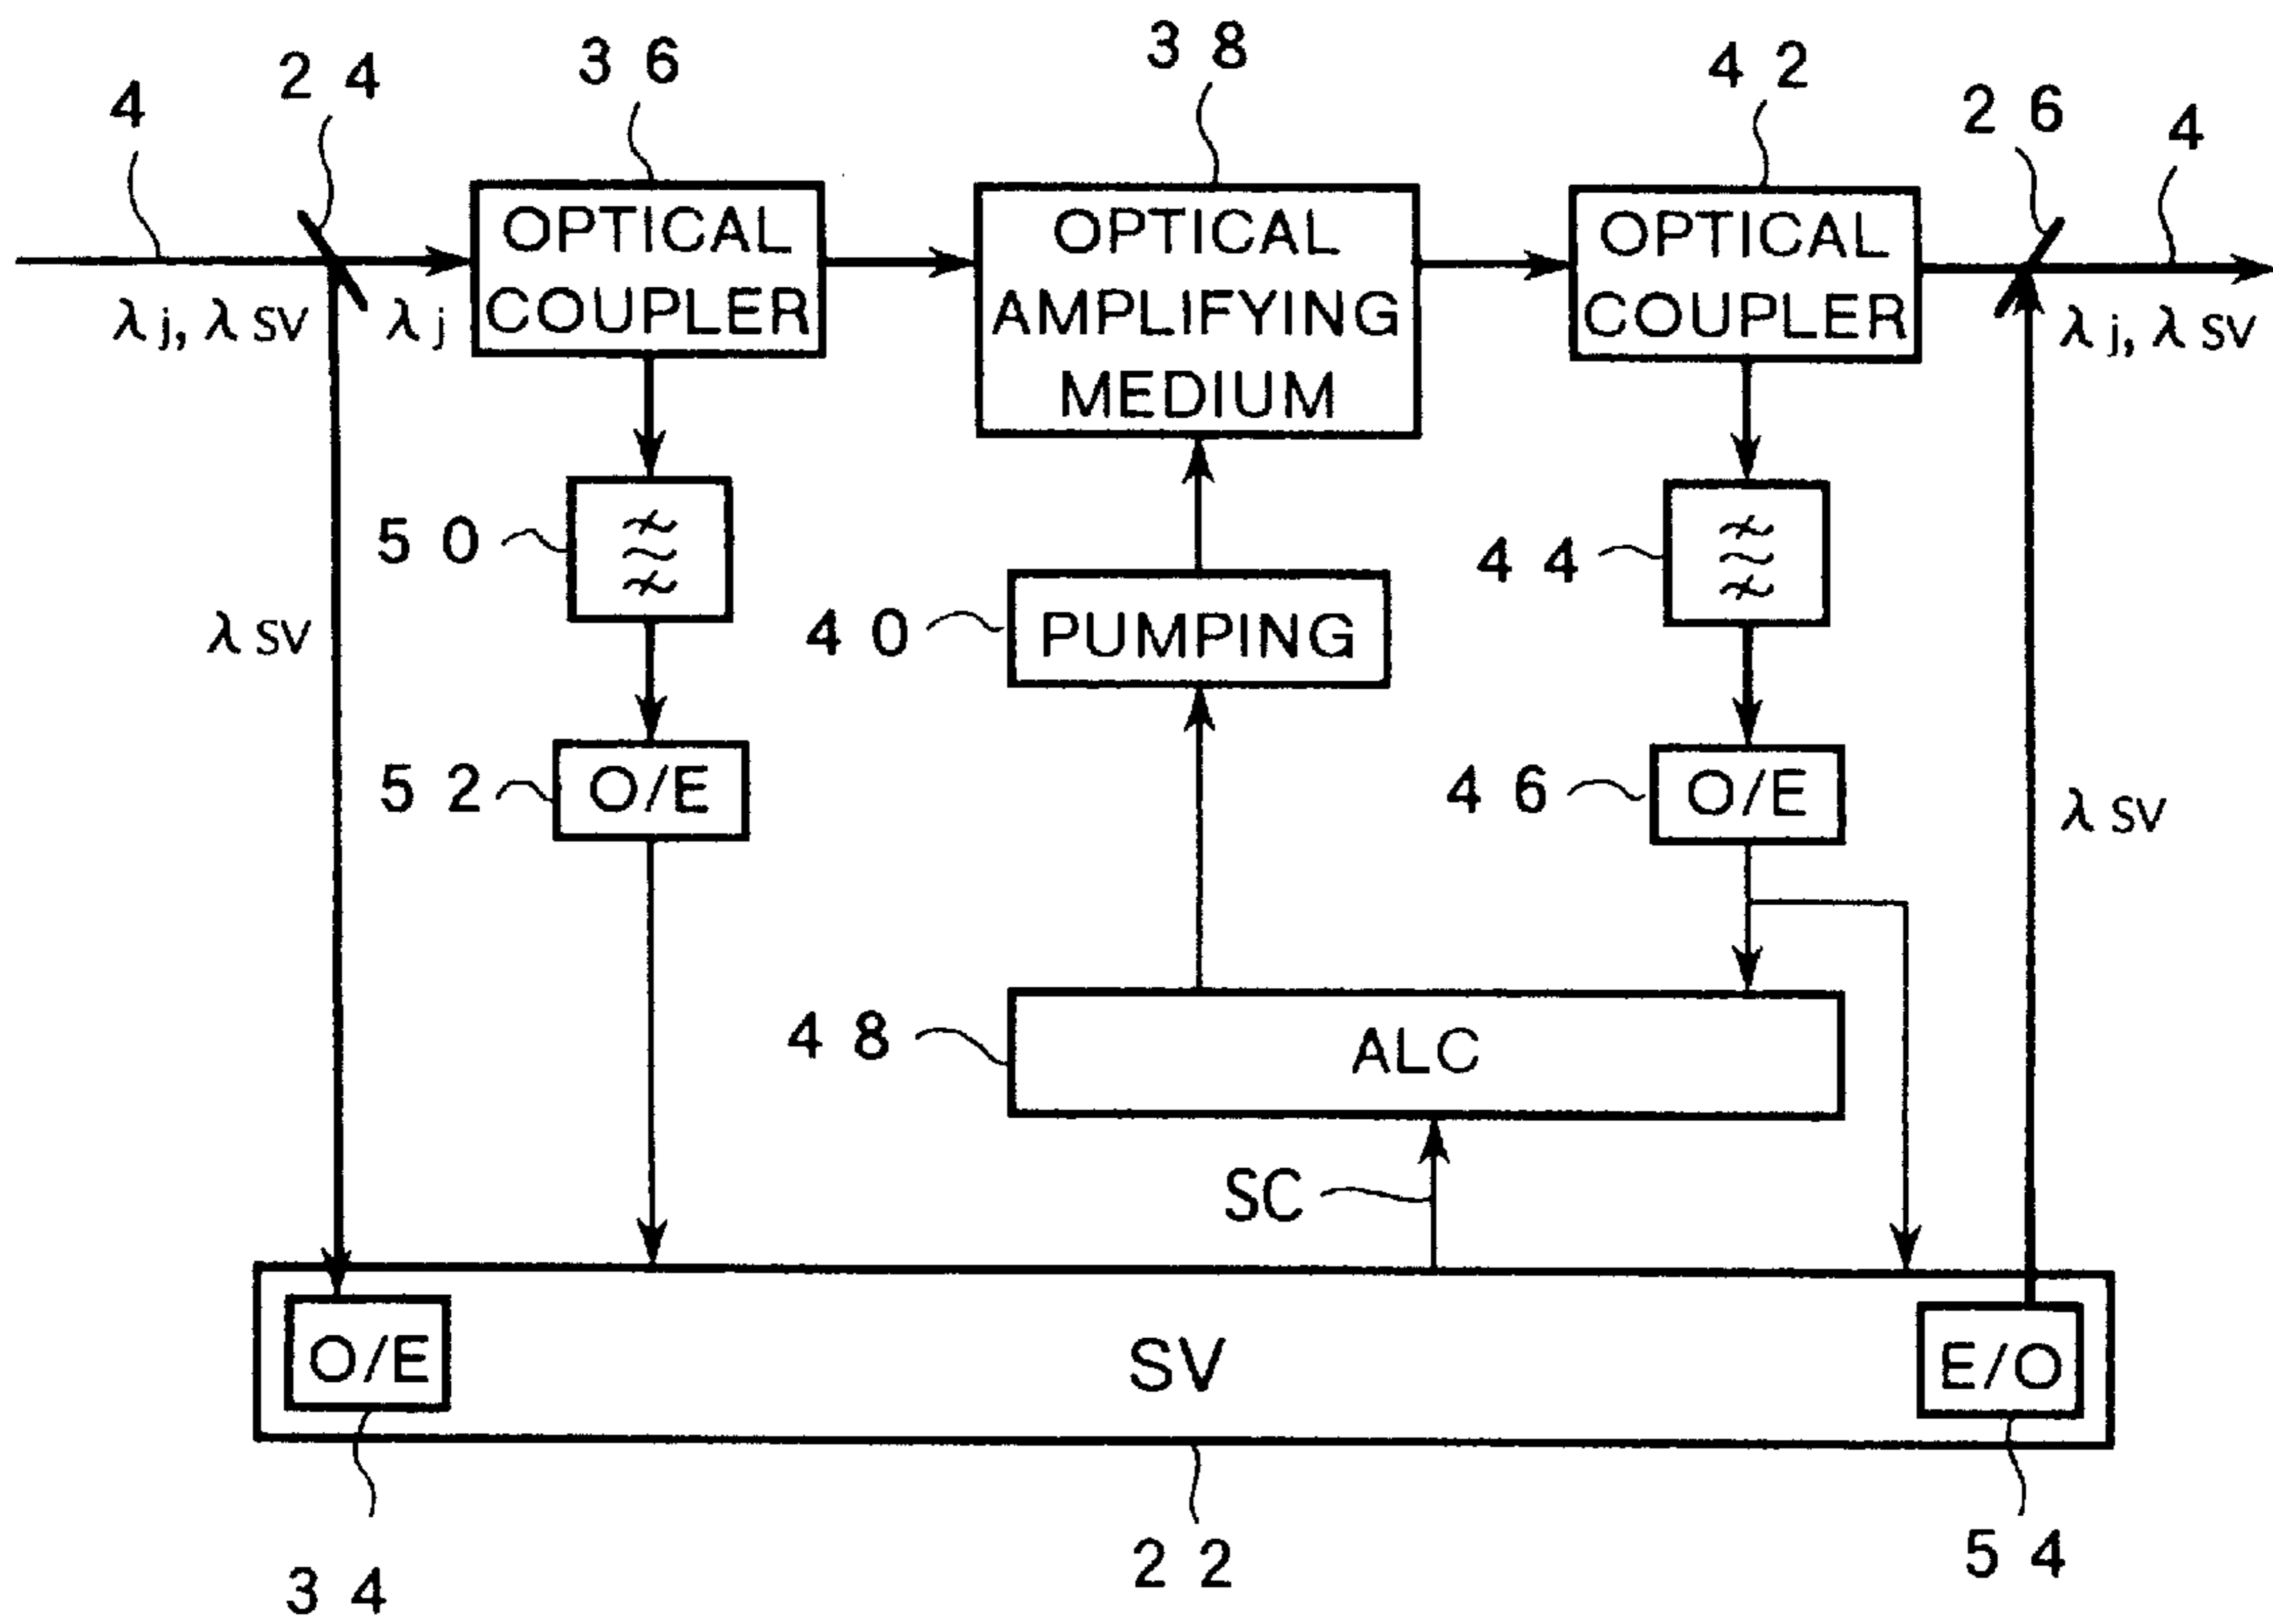 4
24
36
38
42
26
4
OPTICAL
COUPLER
OPTICAL
AMPLIFYING
MEDIUM
OPTICAL
COUPLER
λj, λSV
λj
λj, λSV
50
44
λSV
40
PUMPING
52
O/E
46
O/E
λSV
48
ALC
SC
O/E
SV
E/O
34
22
54